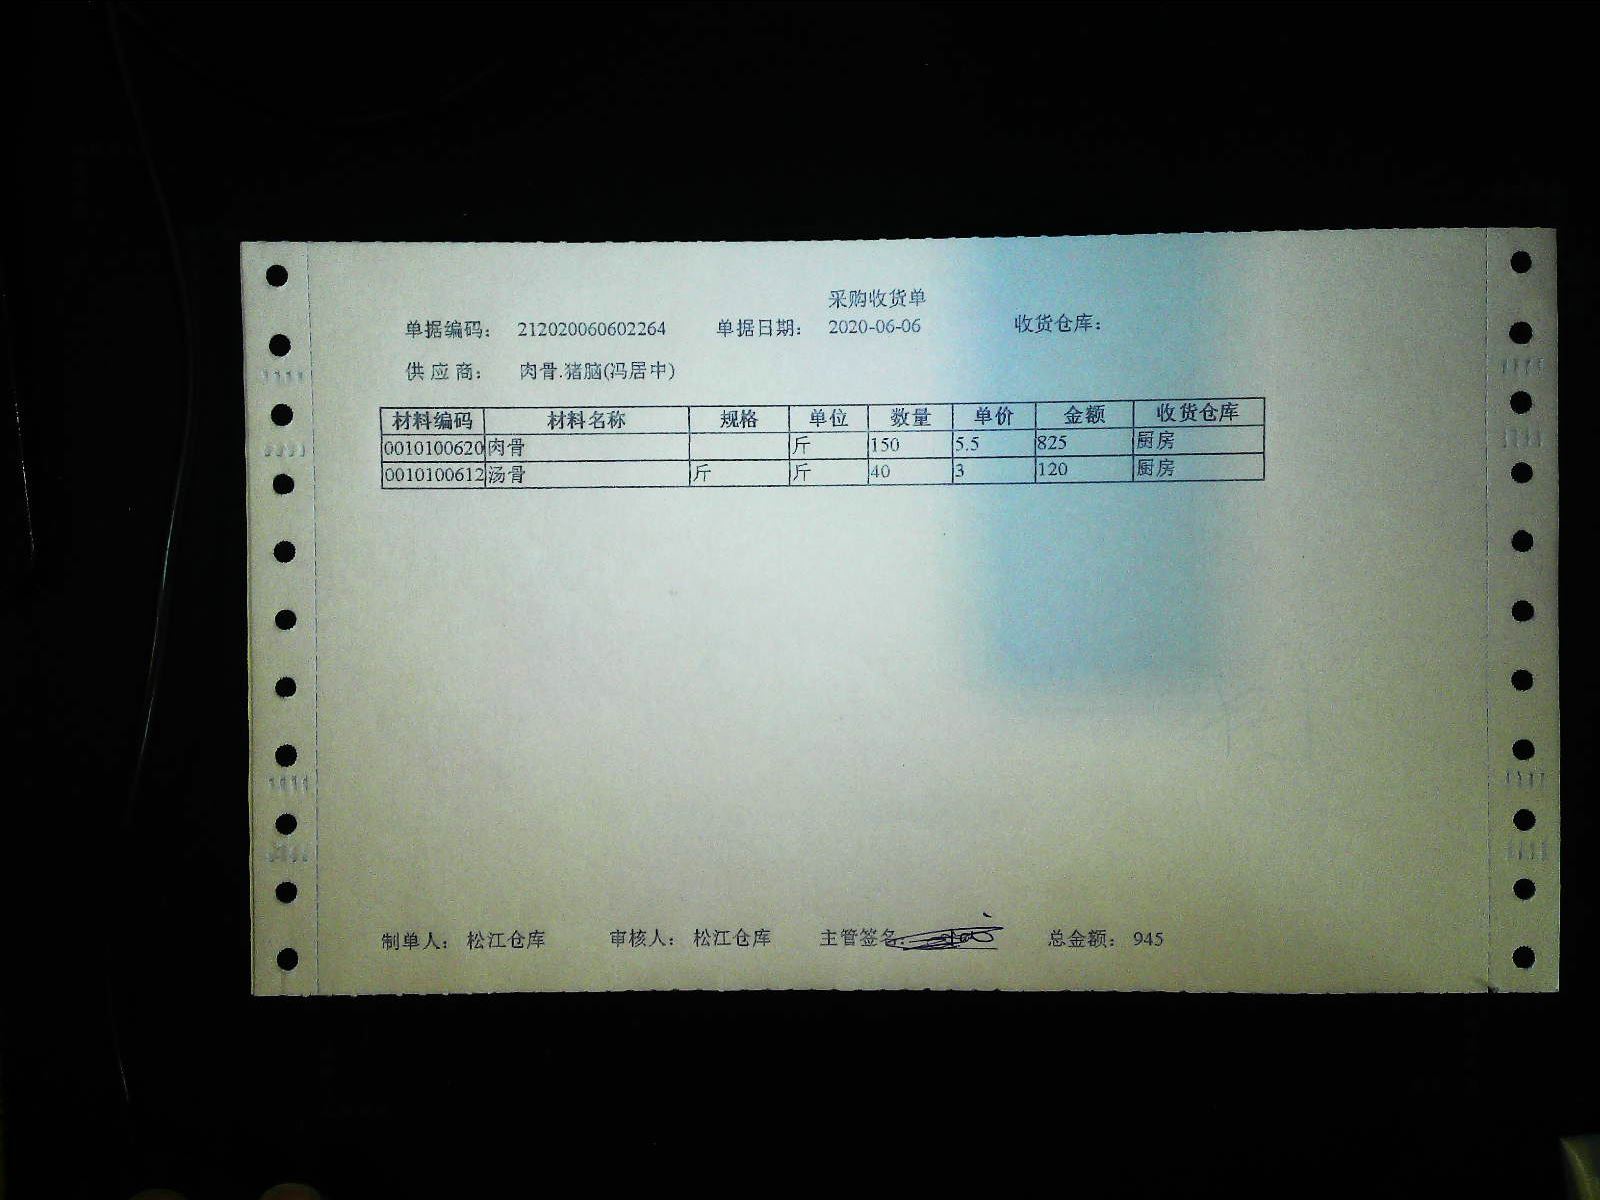 采购收货单
单据编码： 212020060602264 单据日期： 2020-06-06 收货仓库：
供 应 商： 肉骨.猪脑(冯居中)
材料编码 材料名称 规格 单位 数量 单价 金额 收货仓库
0010100620 肉骨 斤 150 5.5 825 厨房
0010100612 汤骨 斤 斤 40 3 120 厨房
制单人： 松江仓库 审核人： 松江仓库 主管签名： 总金额： 945